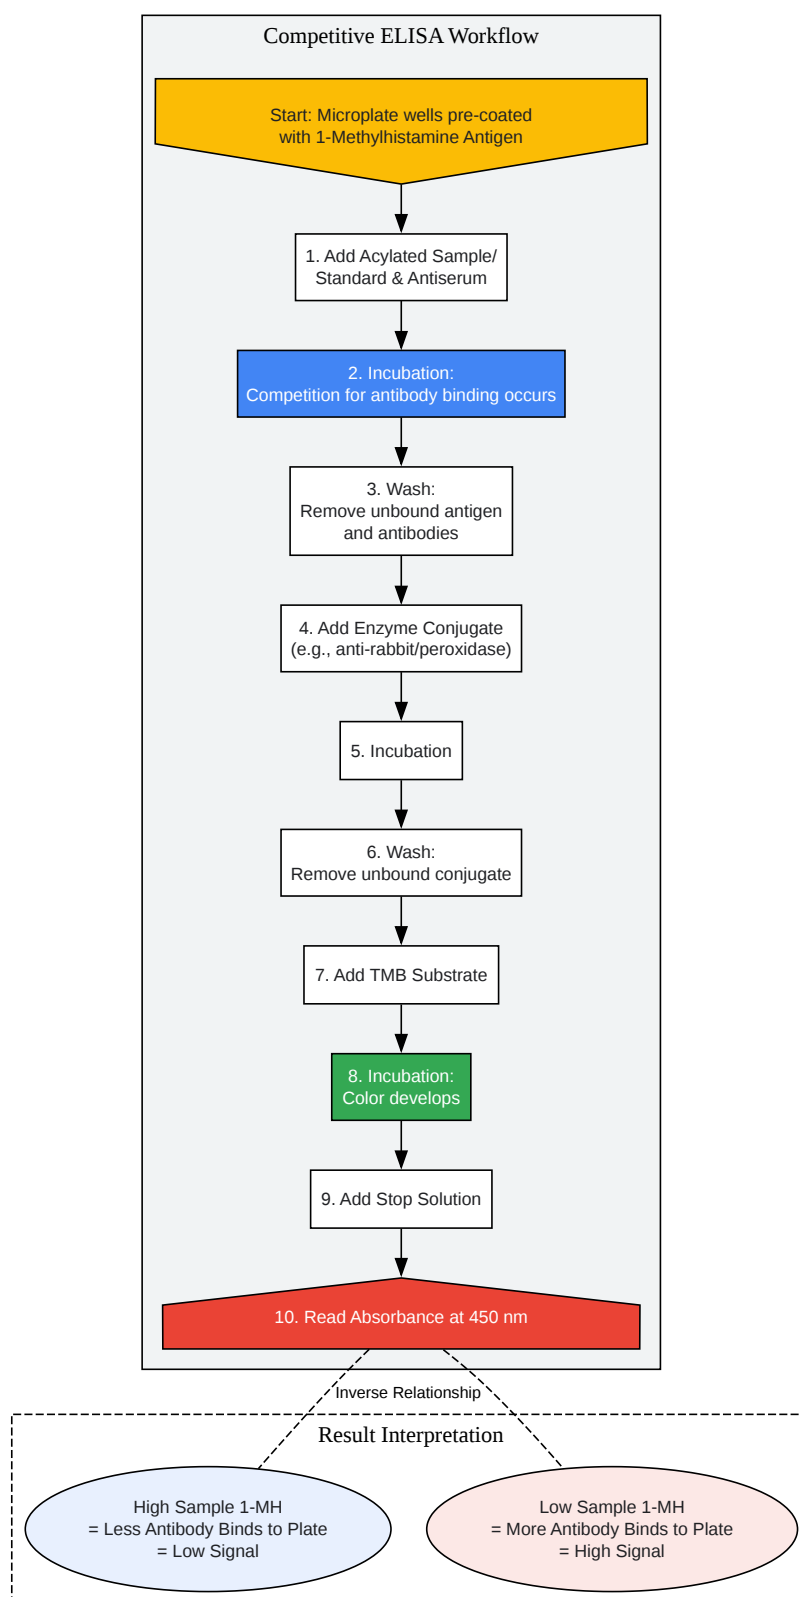 Competitive ELISA Workflow
Start: Microplate wells pre-coated
with 1-Methylhistamine Antigen
1. Add Acylated Sample/
Standard & Antiserum
2. Incubation:
Competition for antibody binding occurs
3. Wash:
Remove unbound antigen
and antibodies
4. Add Enzyme Conjugate
(e.g., anti-rabbit/peroxidase)
5. Incubation
6. Wash:
Remove unbound conjugate
7. Add TMB Substrate
8. Incubation:
Color develops
9. Add Stop Solution
10. Read Absorbance at 450 nm
Inverse Relationship
Result Interpretation
High Sample 1-MH
= Less Antibody Binds to Plate
= Low Signal
Low Sample 1-MH
= More Antibody Binds to Plate
= High Signal